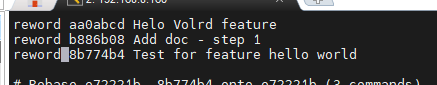 2. 192.168.0.100
reword aa0abcd Helo Volrd feature
reword b886b08 Add doc - step 1
reword 8b774b4 Test for feature hello world
# Rebase e72221b..8b774b4 onto e72221b (3 commands)